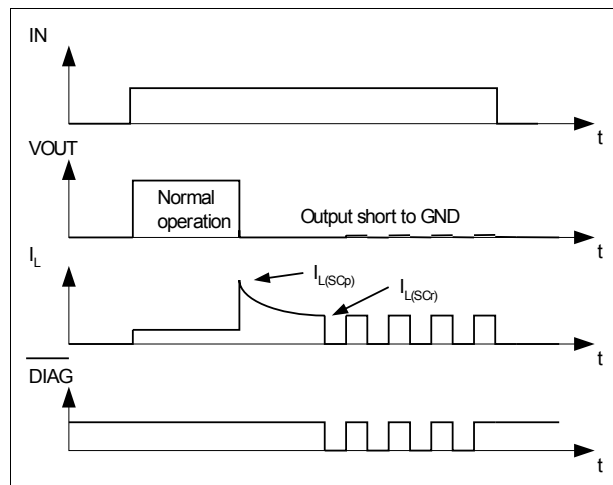 IN
t
VOUT
Normal
operation
Output short to GND
t
I_L
I_L(SCp)
I_L(SCr)
t
DIAG
t